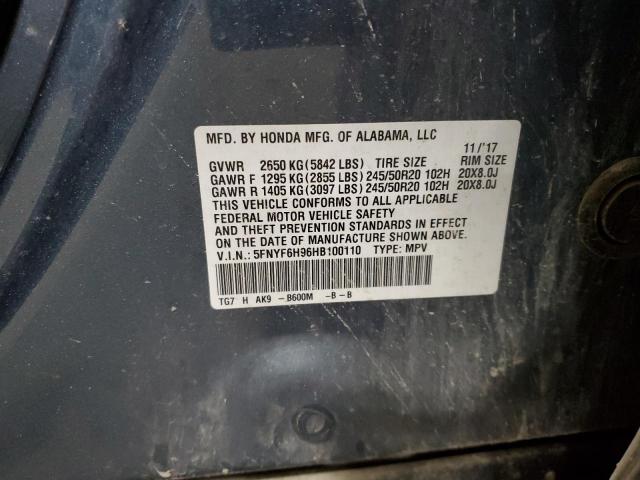 MFD. BY HONDA MFG. OF ALABAMA, LLC 11/'17
GVWR 2650 KG (5842 LBS) TIRE SIZE RIM SIZE
GAWR F 1295 KG (2855 LBS) 245/50R20 102H 20X8.0J
GAWR R 1405 KG (3097 LBS) 245/50R20 102H 20X8.0J
THIS VEHICLE CONFORMS TO ALL APPLICABLE
FEDERAL MOTOR VEHICLE SAFETY
AND THEFT PREVENTION STANDARDS IN EFFECT
ON THE DATE OF MANUFACTURE SHOWN ABOVE.
V.I.N.: 5FNYF6H96HB100110 TYPE: MPV
TG7 H AK9 -B600M -B-B